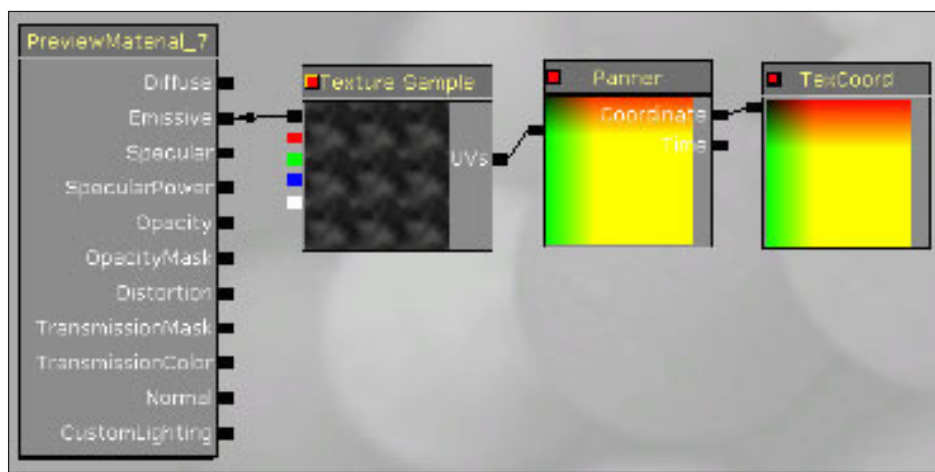 PreviewMaterial_7
Diffuse
Emissive
Specular
SpecularPower
Opacity
OpacityMask
Distortion
TransmissionMask
TransmissionColor
Normal
CustomLighting
Texture Sample
UVs
Panner
Coordinate
Time
TexCoord